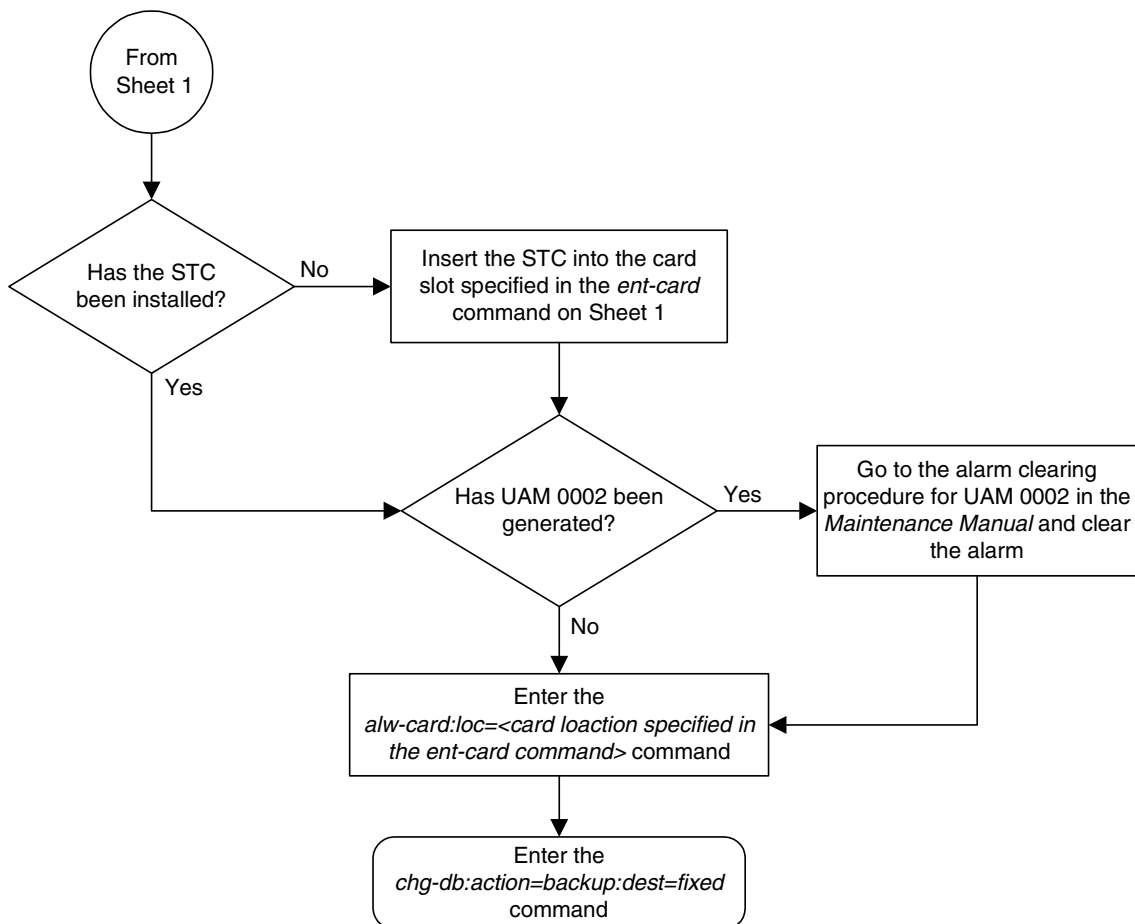 From
Sheet 1
Has the STC
been installed?
No
Insert the STC into the card
slot specified in the ent-card
command on Sheet 1
Yes
Has UAM 0002 been
generated?
Yes
Go to the alarm clearing
procedure for UAM 0002 in the
Maintenance Manual and clear
the alarm
No
Enter the
alw-card:loc=<card loaction specified in
the ent-card command> command
Enter the
chg-db:action=backup:dest=fixed
command